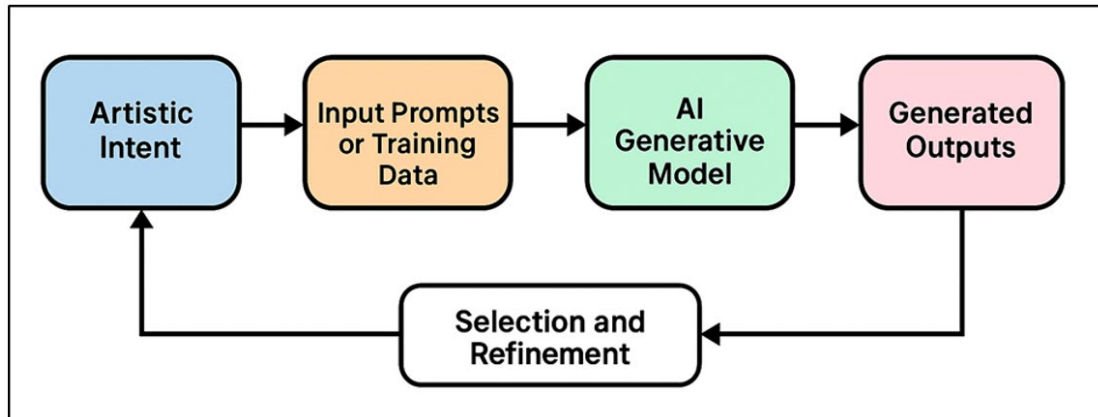 Artistic
Intent
Input Prompts
or Training
Data
AI
Generative
Model
Generated
Outputs
Selection and
Refinement